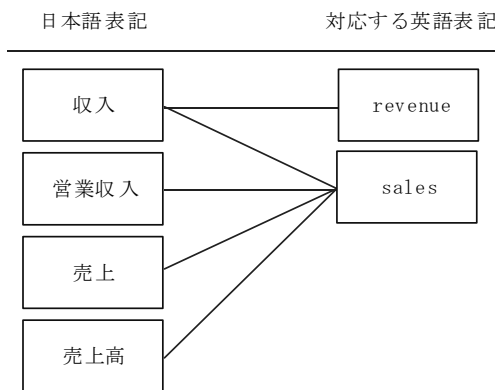 日本語表記 対応する英語表記
収入 revenue
営業収入 sales
売上
売上高